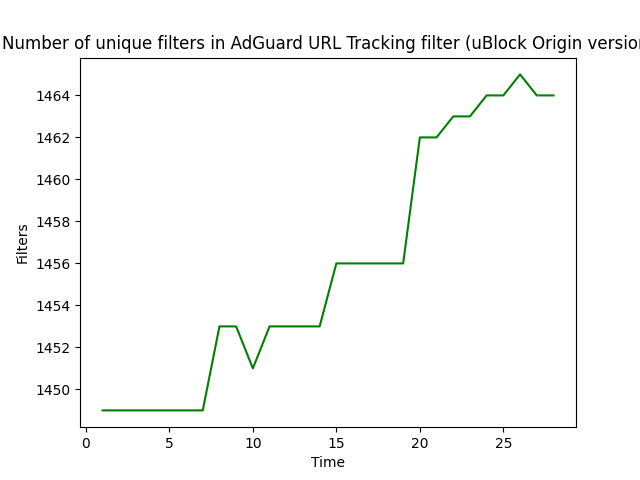 Number of unique filters in AdGuard URL Tracking filter (uBlock Origin version
1464
1462
1460
1458
1456
1454
1452
1450
Filters
0 5 10 15 20 25
Time